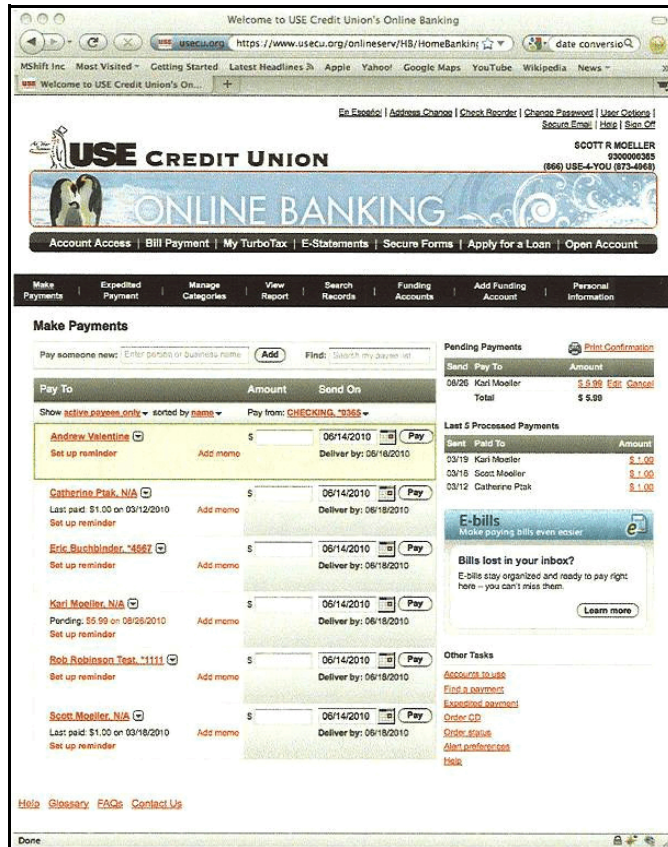 Welcome to USE Credit Union's Online Banking
usecu.org https://www.usecu.org/onlineserv/HB/HomeBanking date conversio
MShift Inc Most Visited Getting Started Latest Headlines Apple Yahoo! Google Maps YouTube Wikipedia News
USE Welcome to USE Credit Union's On... +
En Español | Address Change | Check Reorder | Change Password | User Options |
Secure Email | Help | Sign Off
USE CREDIT UNION
SCOTT R MOELLER
9300000365
(866) USE-4-YOU (873-4968)
ONLINE BANKING
Account Access | Bill Payment | My TurboTax | E-Statements | Secure Forms | Apply for a Loan | Open Account
Make Payments | Expedited Payment | Manage Categories | View Report | Search Records | Funding Accounts | Add Funding Account | Personal Information
Make Payments
Pay someone new: Enter person or business name Add Find: Search my payee list
Pay To Amount Send On
Show active payees only sorted by name Pay from: CHECKING, *0365
Andrew Valentine $ 06/14/2010 Pay
Set up reminder Add memo Deliver by: 06/16/2010
Catherine Ptak, N/A $ 06/14/2010 Pay
Last paid: $1.00 on 03/12/2010 Add memo Deliver by: 06/18/2010
Set up reminder
Eric Buchbinder, *4567 $ 06/14/2010 Pay
Set up reminder Add memo Deliver by: 06/18/2010
Kari Moeller, N/A $ 06/14/2010 Pay
Pending: $5.99 on 08/26/2010 Add memo Deliver by: 06/18/2010
Set up reminder
Rob Robinson Test, *1111 $ 06/14/2010 Pay
Set up reminder Add memo Deliver by: 06/18/2010
Scott Moeller, N/A $ 06/14/2010 Pay
Last paid: $1.00 on 03/18/2010 Add memo Deliver by: 06/18/2010
Set up reminder
Pending Payments Print Confirmation
Send Pay To Amount
08/26 Kari Moeller $ 5.99 Edit Cancel
Total $ 5.99
Last 5 Processed Payments
Sent Paid To Amount
03/19 Kari Moeller $ 1.00
03/18 Scott Moeller $ 1.00
03/12 Catherine Ptak $ 1.00
E-bills
Make paying bills even easier
Bills lost in your inbox?
E-bills stay organized and ready to pay right
here – you can't miss them.
Learn more
Other Tasks
Accounts to use
Find a payment
Expedited payment
Order CD
Order status
Alert preferences
Help
Help Glossary FAQs Contact Us
Done